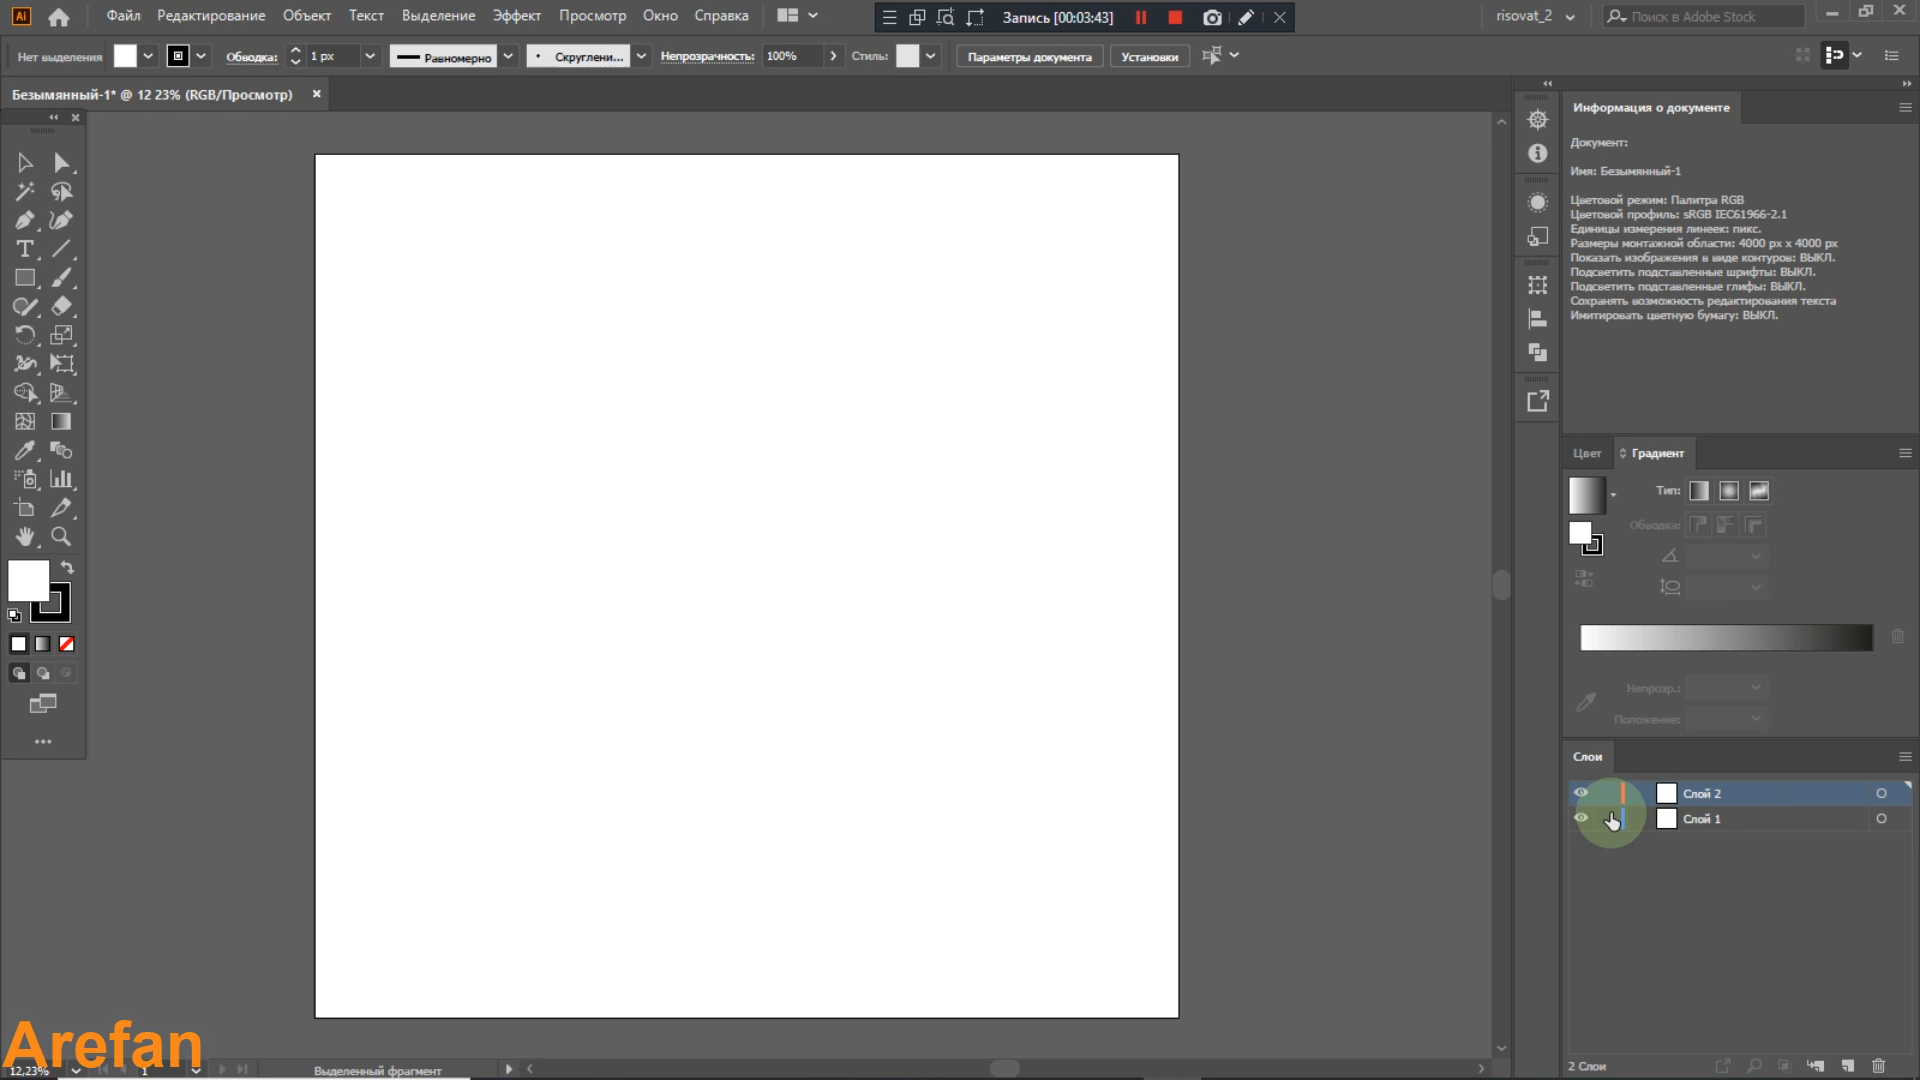 Ai
Файл Редактирование Объект Текст Выделение Эффект Просмотр Окно Справка
Запись [00:03:43]
risovat_2
Поиск в Adobe Stock
Нет выделения
Обводка: 1 px
Равномерно
Скруглени...
Непрозрачность: 100%
Стиль:
Параметры документа
Установки
Безымянный-1* @ 12 23% (RGB/Просмотр)
Информация о документе
Документ:
Имя: Безымянный-1
Цветовой режим: Палитра RGB
Цветовой профиль: sRGB IEC61966-2.1
Единицы измерения линеек: пикс.
Размеры монтажной области: 4000 px x 4000 px
Показать изображения в виде контуров: ВЫКЛ.
Подсветить подставленные шрифты: ВЫКЛ.
Подсветить подставленные глифы: ВЫКЛ.
Сохранять возможность редактирования текста
Имитировать цветную бумагу: ВЫКЛ.
Цвет Градиент
Тип:
Обводка:
Непрозр.:
Положение:
Слои
Слой 2
Слой 1
2 Слои
Arefan
12,23%
1
Выделенный фрагмент